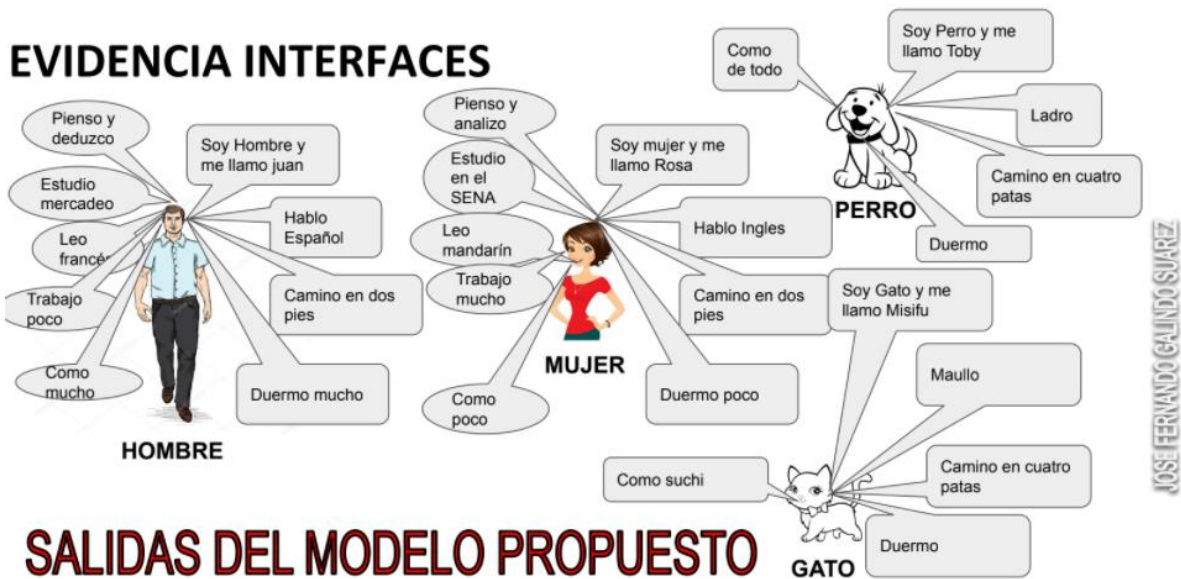 EVIDENCIA INTERFACES
Pienso y
deduzco
Soy Hombre y
me llamo juan
Estudio
mercadeo
Hablo
Español
Leo
francés
Trabajo
poco
Camino en dos
pies
Como
mucho
Duermo mucho
HOMBRE
Pienso y
analizo
Soy mujer y me
llamo Rosa
Estudio
en el
SENA
Hablo Ingles
Leo
mandarín
Trabajo
mucho
Camino en dos
pies
MUJER
Como
poco
Duermo poco
Como
de todo
Soy Perro y me
llamo Toby
Ladro
Camino en cuatro
patas
PERRO
Duermo
Soy Gato y me
llamo Misifu
Maullo
Como suchi
Camino en cuatro
patas
Duermo
GATO
SALIDAS DEL MODELO PROPUESTO
JOSE FERNANDO GALINDO SUAREZ